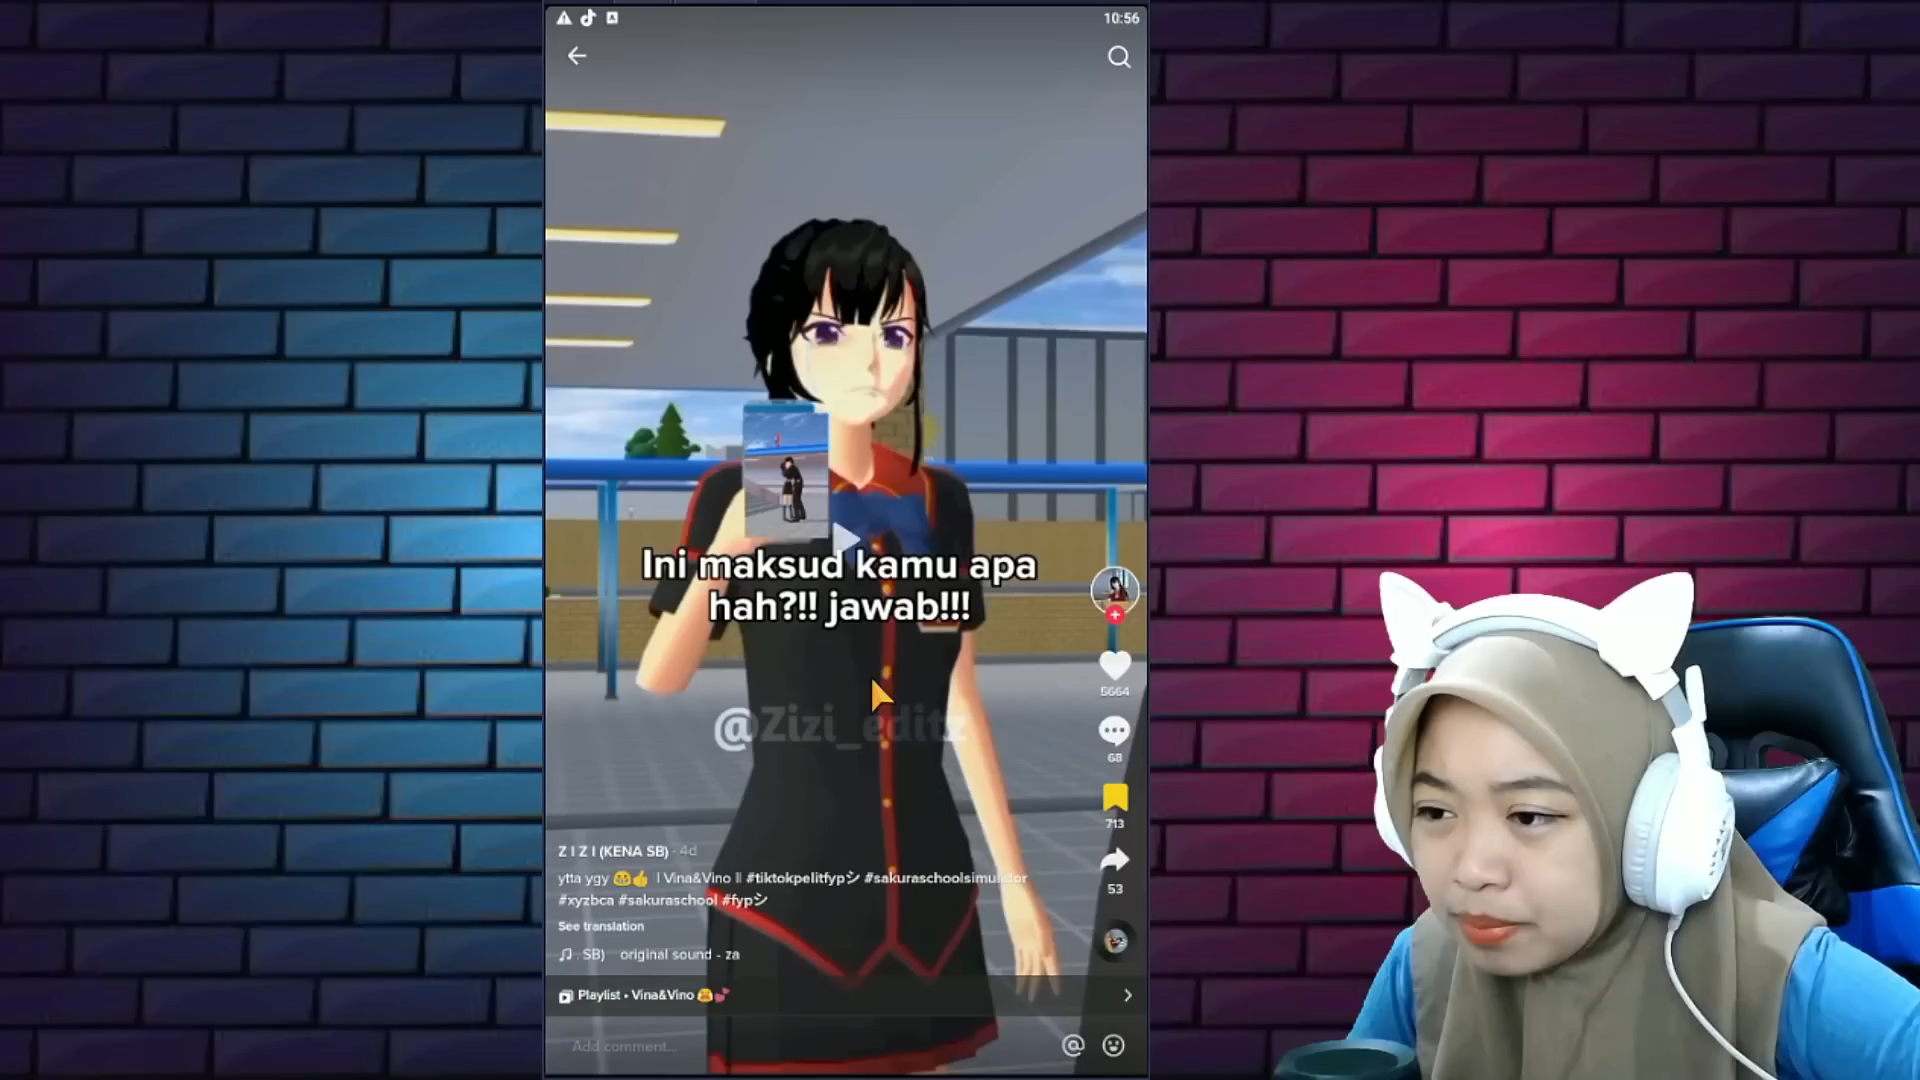 10:56
Ini maksud kamu apa
hah?!! jawab!!!
@Zizi_editz
5664
68
713
53
Z I Z I (KENA SB) · 4d
ytta ygy 😁👍 | Vina&Vino || #tiktokpelitfypシ #sakuraschoolsimulator
#xyzbca #sakuraschool #fypシ
See translation
SB) original sound - za
Playlist • Vina&Vino 😩💕
Add comment...